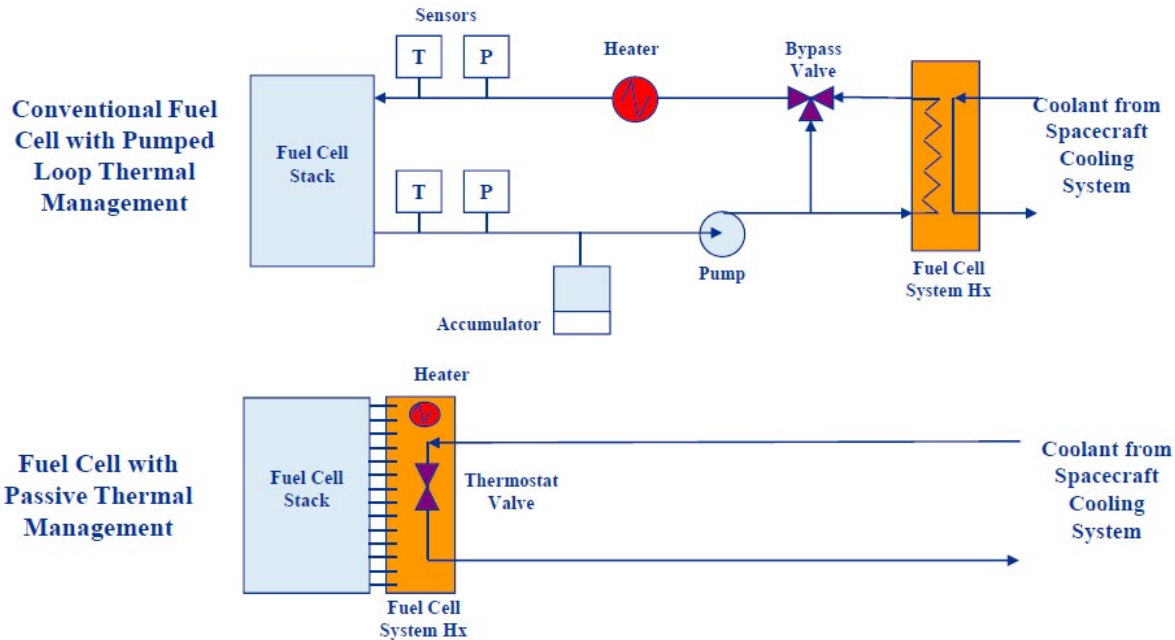 Sensors
T
P
Heater
Bypass
Valve
Conventional Fuel
Cell with Pumped
Loop Thermal
Management
Fuel Cell
Stack
Coolant from
Spacecraft
Cooling
System
T
P
Pump
Fuel Cell
System Hx
Accumulator
Heater
Fuel Cell with
Passive Thermal
Management
Fuel Cell
Stack
Thermostat
Valve
Coolant from
Spacecraft
Cooling
System
Fuel Cell
System Hx